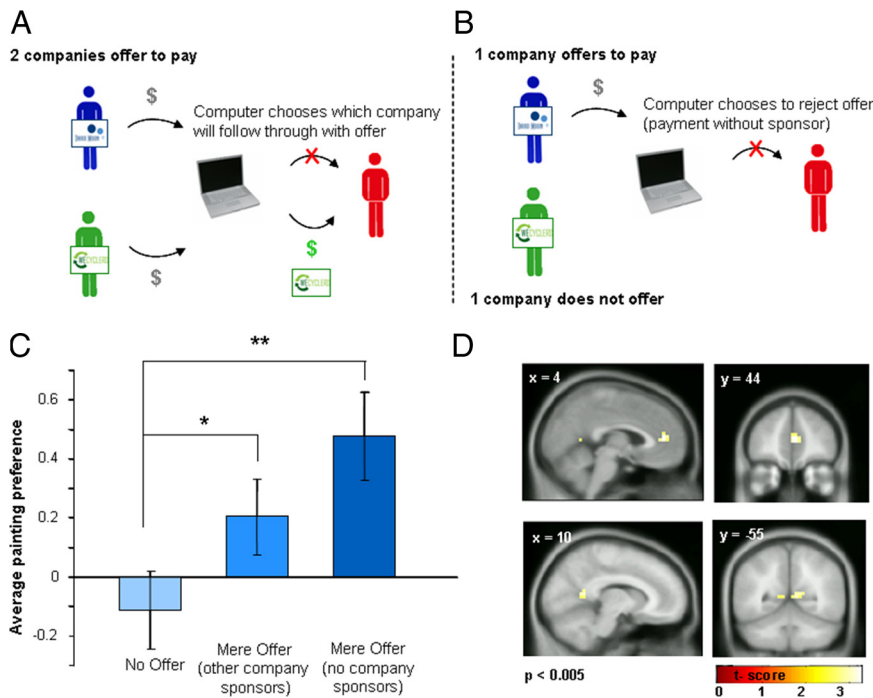 A
2 companies offer to pay
$
Computer chooses which company
will follow through with offer
$
$
WECYCLERS
WECYCLERS
B
1 company offers to pay
$
Computer chooses to reject offer
(payment without sponsor)
WECYCLERS
1 company does not offer
C
**
*
Average painting preference
0.6
0.4
0.2
0
-0.2
No Offer
Mere Offer
(other company
sponsors)
Mere Offer
(no company
sponsors)
D
x = 4
y = 44
x = 10
y = -55
p < 0.005
t- score
0 1 2 3